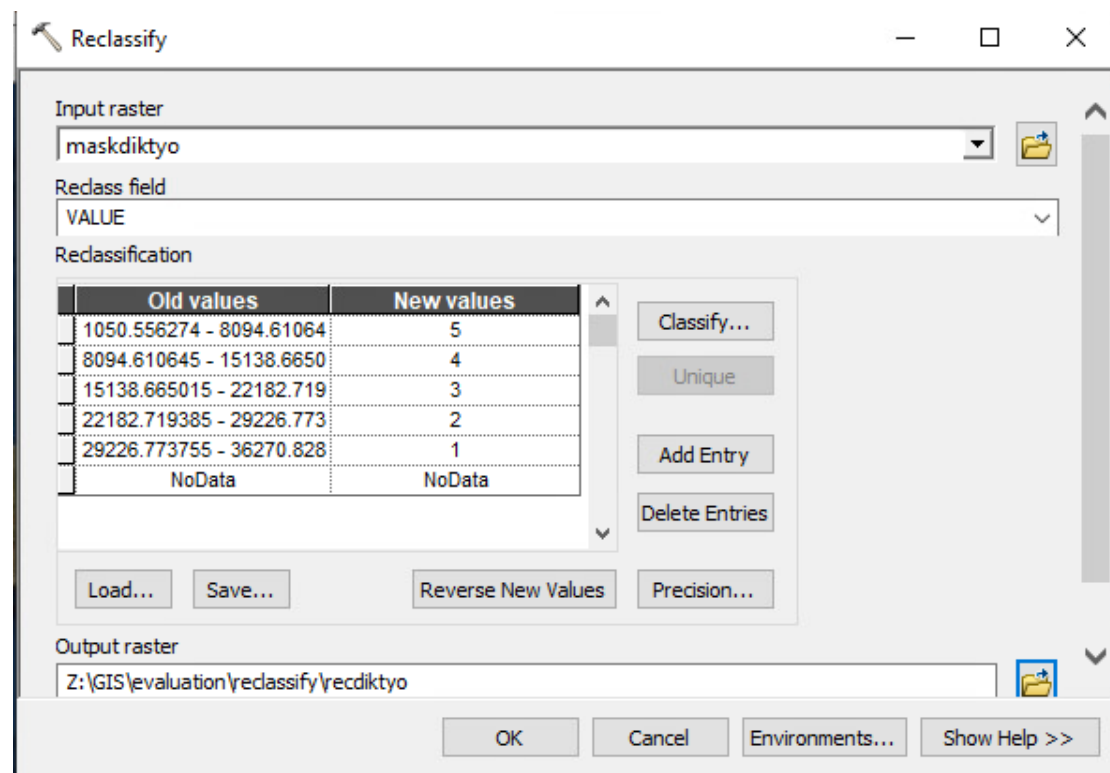 Reclassify
Input raster
maskdiktyo
Reclass field
VALUE
Reclassification
Old values New values
1050.556274 - 8094.61064 5
8094.610645 - 15138.6650 4
15138.665015 - 22182.719 3
22182.719385 - 29226.773 2
29226.773755 - 36270.828 1
NoData NoData
Classify...
Unique
Add Entry
Delete Entries
Load... Save... Reverse New Values Precision...
Output raster
Z:\GIS\evaluation\reclassify\recdiktyo
OK Cancel Environments... Show Help >>